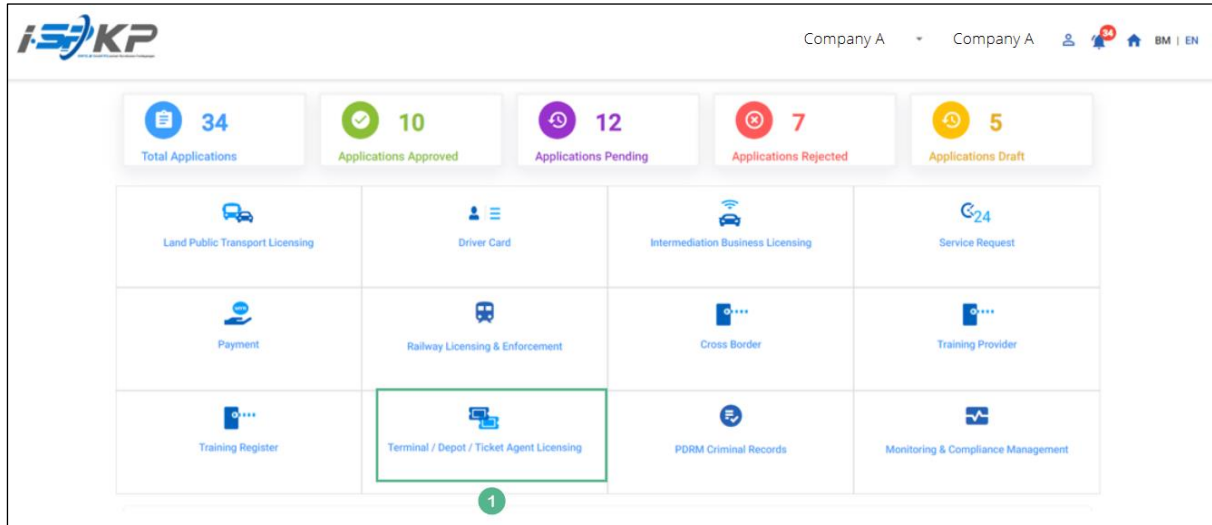 i-SPKP
Company A Company A 34 BM | EN
34 10 12 7 5
Total Applications Applications Approved Applications Pending Applications Rejected Applications Draft
24
Land Public Transport Licensing Driver Card Intermediation Business Licensing Service Request
Payment Railway Licensing & Enforcement Cross Border Training Provider
Training Register Terminal / Depot / Ticket Agent Licensing PDRM Criminal Records Monitoring & Compliance Management
1